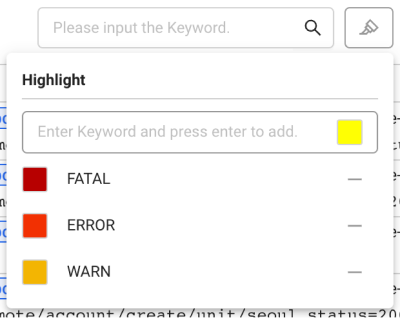 Please input the Keyword.
Highlight
Enter Keyword and press enter to add.
FATAL
ERROR
WARN
mote/account/create/unit/seoul status=200